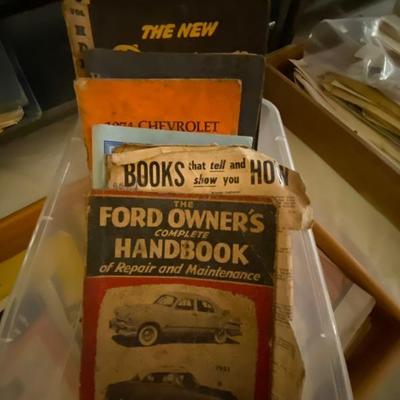 THE NEW
1974 CHEVROLET
BOOKS that tell and show you HOW
THE
FORD OWNER'S
COMPLETE
HANDBOOK
of Repair and Maintenance
1951